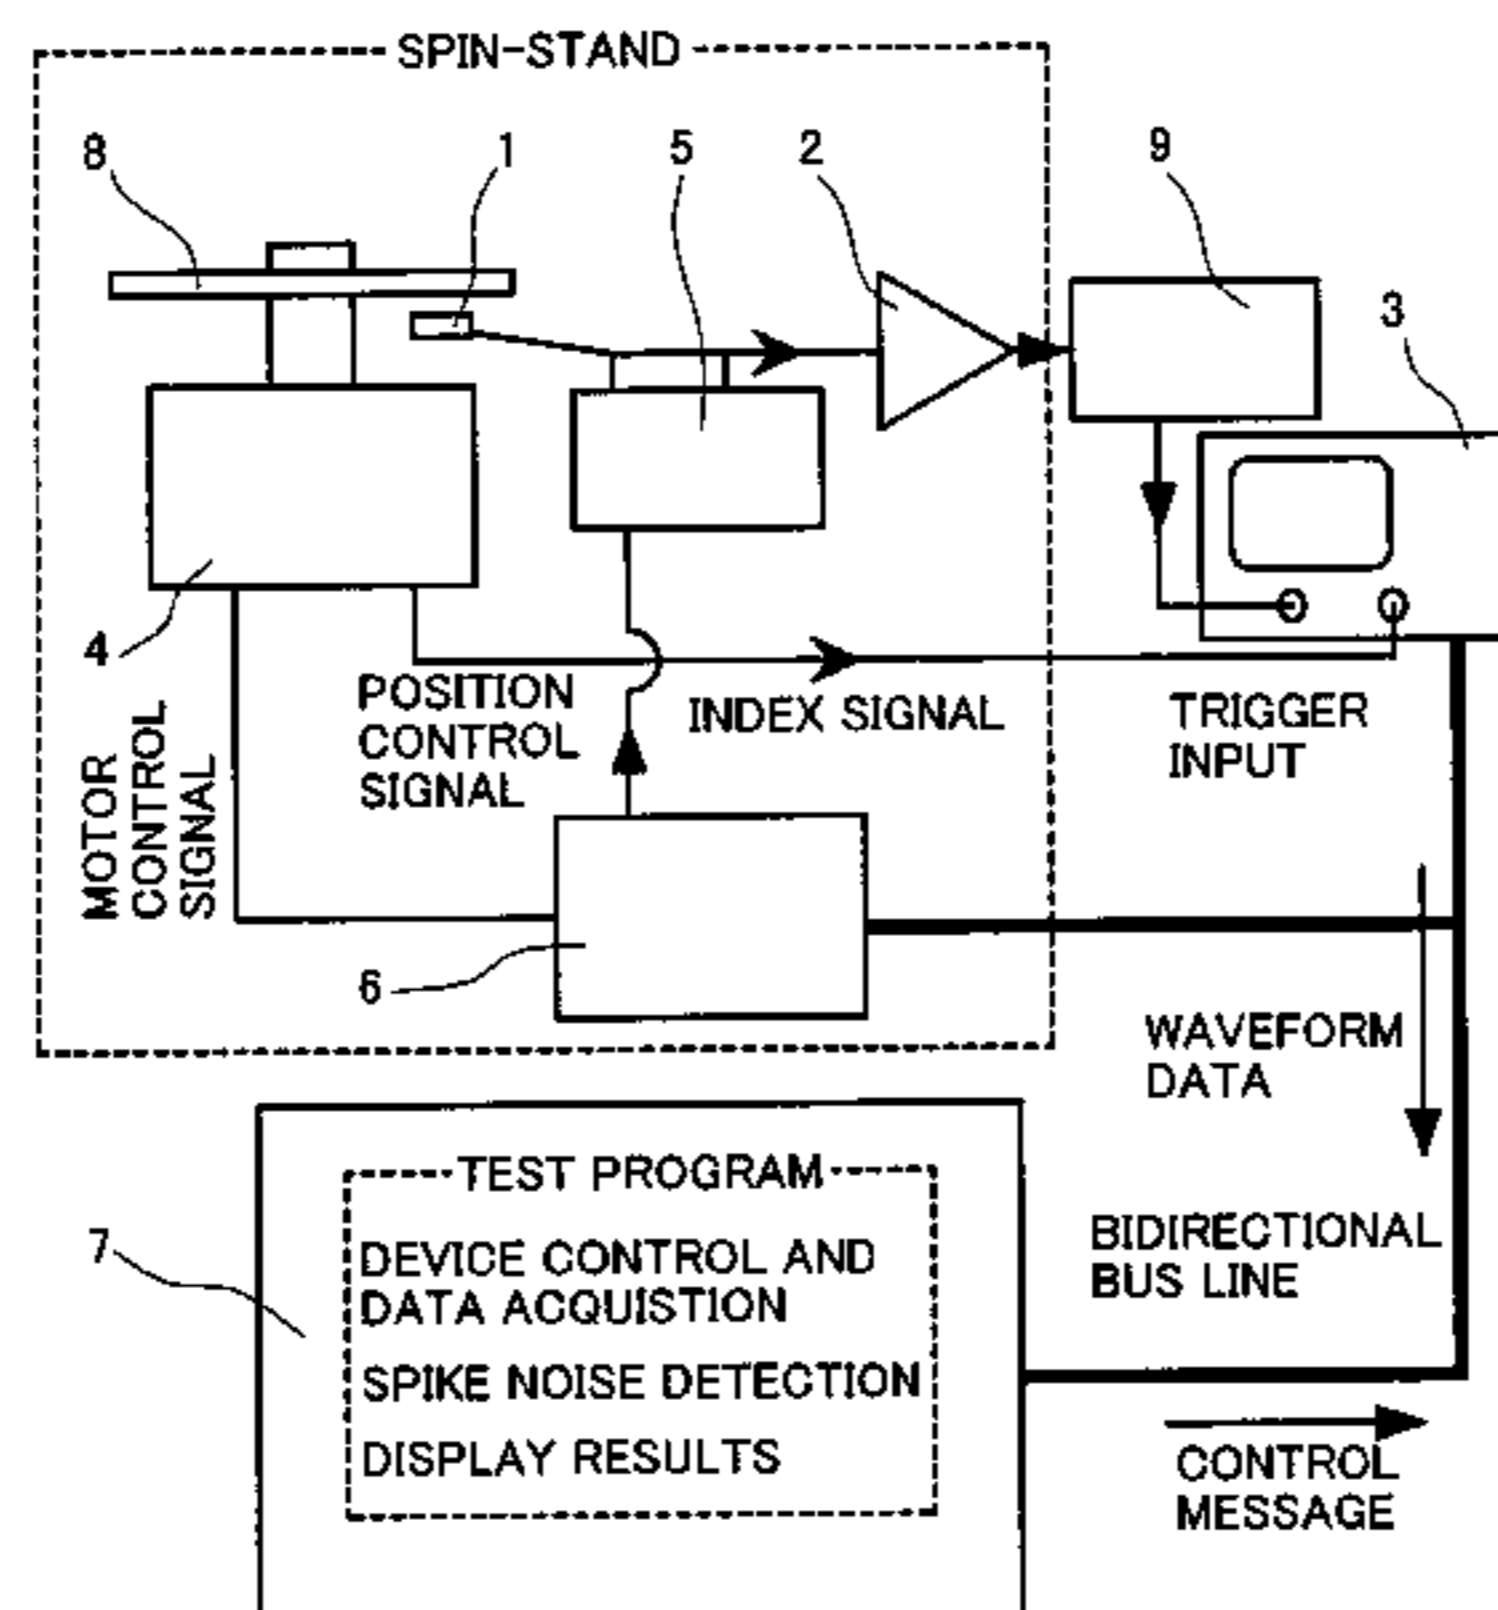 SPIN-STAND
8
1
5
2
9
3
4
POSITION
CONTROL
SIGNAL
INDEX SIGNAL
TRIGGER
INPUT
MOTOR
CONTROL
SIGNAL
6
WAVEFORM
DATA
TEST PROGRAM
7
DEVICE CONTROL AND
DATA ACQUISTION
SPIKE NOISE DETECTION
DISPLAY RESULTS
BIDIRECTIONAL
BUS LINE
CONTROL
MESSAGE